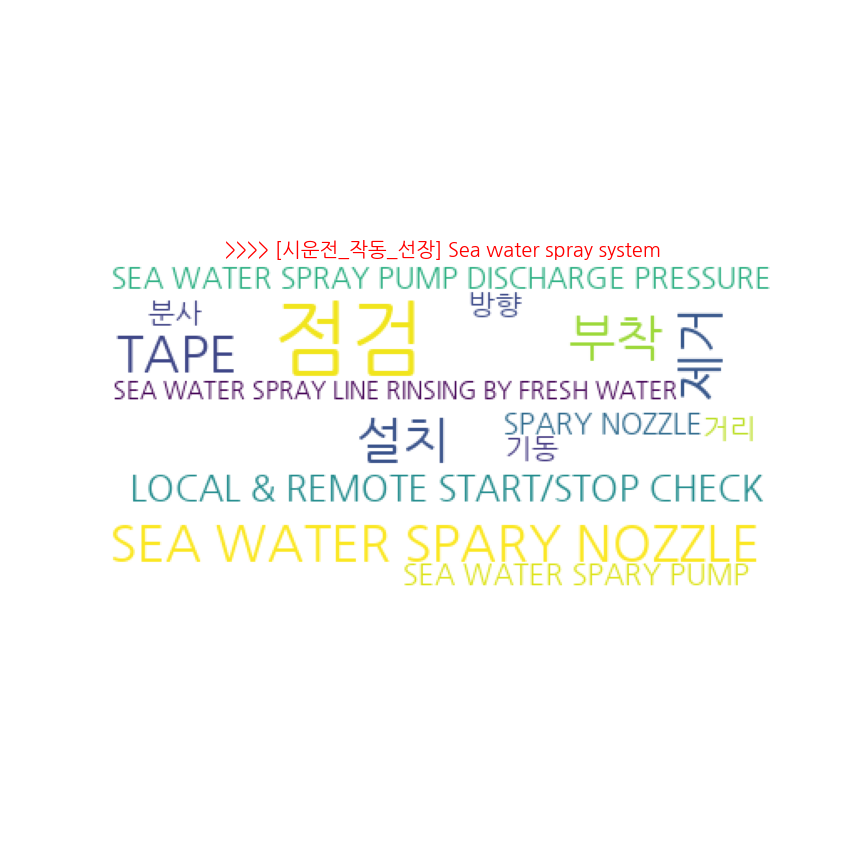 >>>> [시운전_작동_선장] Sea water spray system
SEA WATER SPRAY PUMP DISCHARGE PRESSURE
분사
방향
점검
부착
제거
TAPE
SEA WATER SPRAY LINE RINSING BY FRESH WATER
설치
SPARY NOZZLE
거리
기동
LOCAL & REMOTE START/STOP CHECK
SEA WATER SPARY NOZZLE
SEA WATER SPARY PUMP